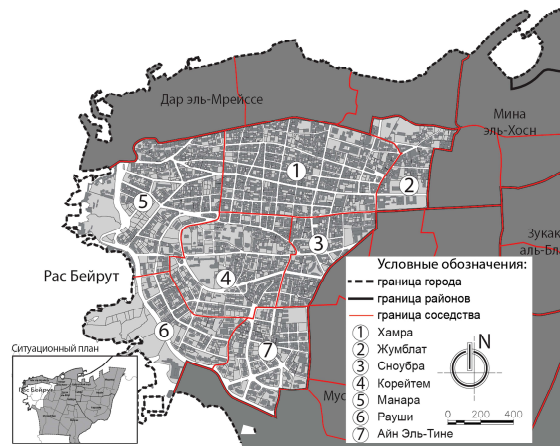 Дар эль-Мрейссе
Мина
эль-Хосн
1
2
5
3
4
6
7
Рас Бейрут
Условные обозначения:
граница города
граница районов
граница соседства
1 Хамра
2 Жумблат
3 Сноубра
4 Корейтем
5 Манара
6 Рауши
7 Айн Эль-Тине
N
0 200 400
Ситуационный план
Рас Бейрут